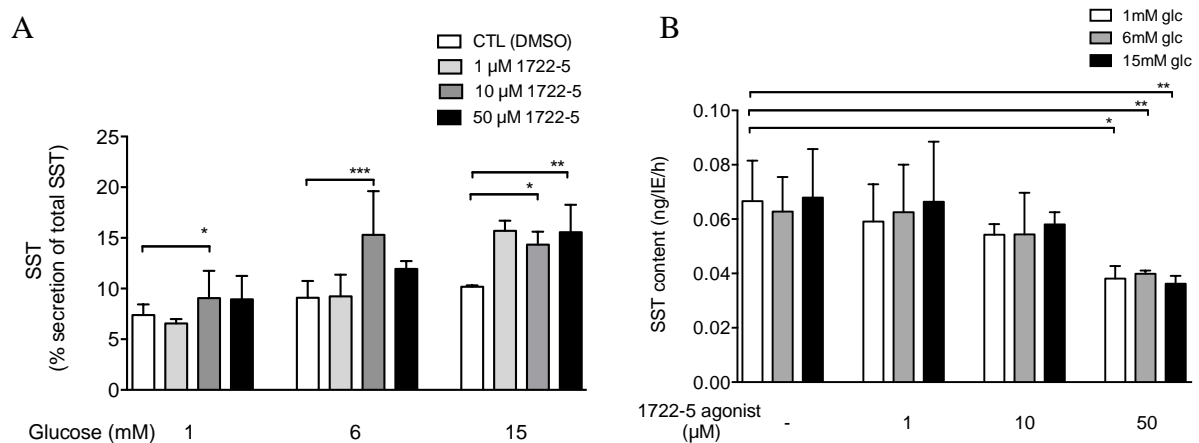 A
CTL (DMSO)
1 µM 1722-5
10 µM 1722-5
50 µM 1722-5
SST
(% secretion of total SST)
25
20
15
10
5
0
*
***
*
**
Glucose (mM) 1 6 15
B
1mM glc
6mM glc
15mM glc
**
**
*
SST content (ng/IE/h)
0.10
0.08
0.06
0.04
0.02
0.00
1722-5 agonist
(µM)
- 1 10 50